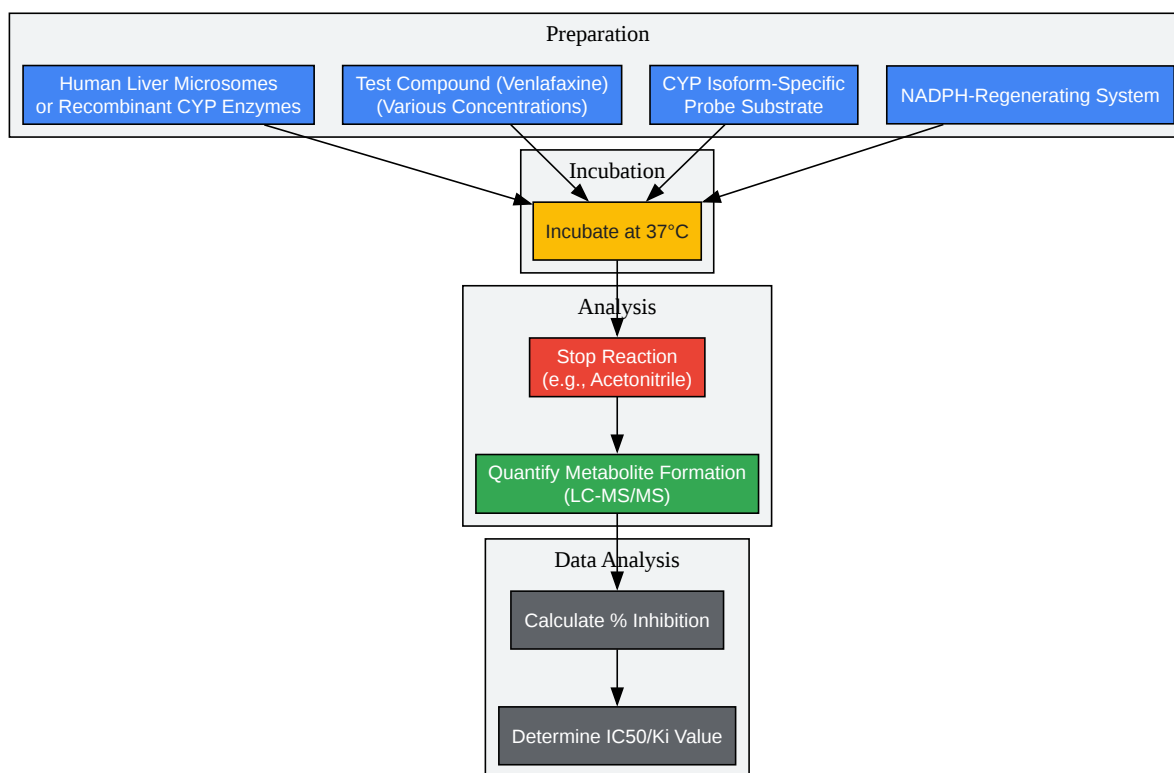 Preparation
Human Liver Microsomes
or Recombinant CYP Enzymes
Test Compound (Venlafaxine)
(Various Concentrations)
CYP Isoform-Specific
Probe Substrate
NADPH-Regenerating System
Incubation
Incubate at 37°C
Analysis
Stop Reaction
(e.g., Acetonitrile)
Quantify Metabolite Formation
(LC-MS/MS)
Data Analysis
Calculate % Inhibition
Determine IC50/Ki Value